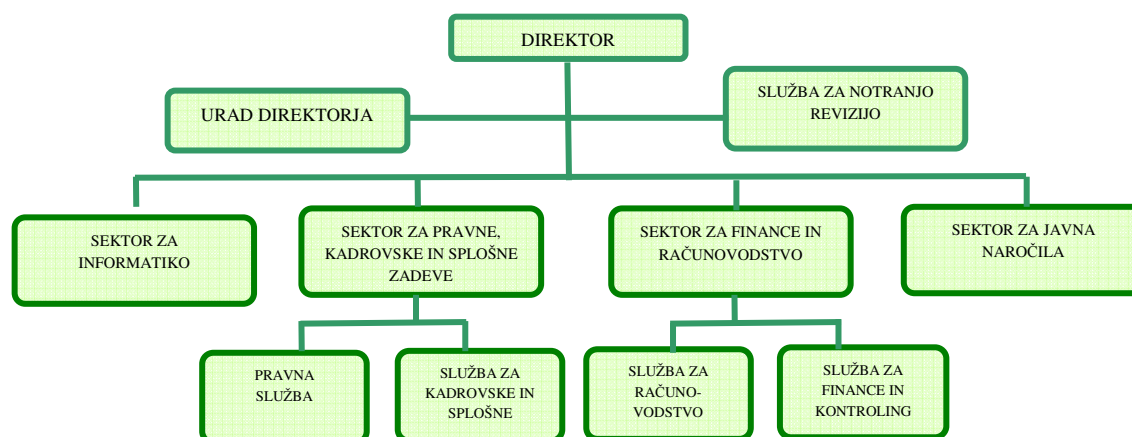 DIREKTOR
URAD DIREKTORJA
SLUŽBA ZA NOTRANJO
REVIZIJO
SEKTOR ZA
INFORMATIKO
SEKTOR ZA PRAVNE,
KADROVSKE IN SPLOŠNE
ZADEVE
SEKTOR ZA FINANCE IN
RAČUNOVODSTVO
SEKTOR ZA JAVNA
NAROČILA
PRAVNA
SLUŽBA
SLUŽBA ZA
KADROVSKE IN
SPLOŠNE
SLUŽBA ZA
RAČUNO-
VODSTVO
SLUŽBA ZA
FINANCE IN
KONTROLING